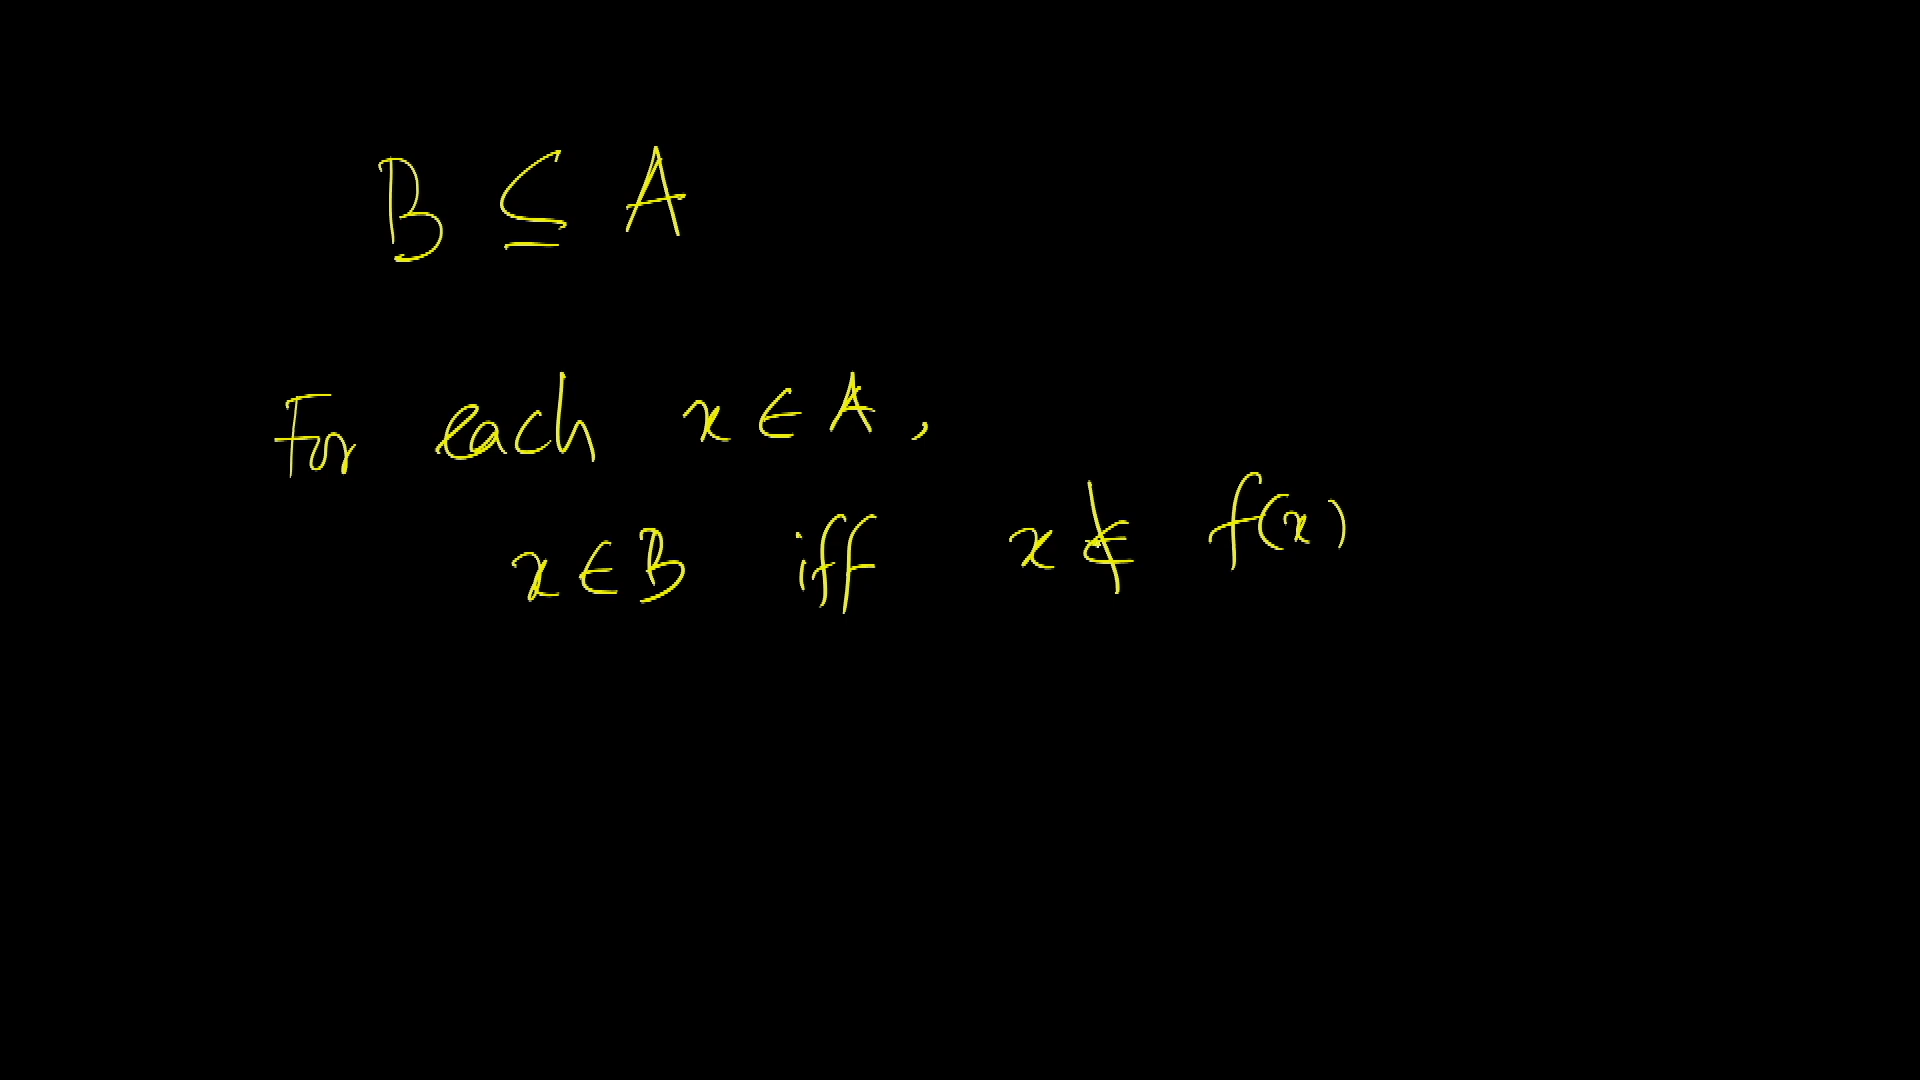 B ⊆ A
For each x ∈ A,
x ∈ B iff x ∉ f(x)